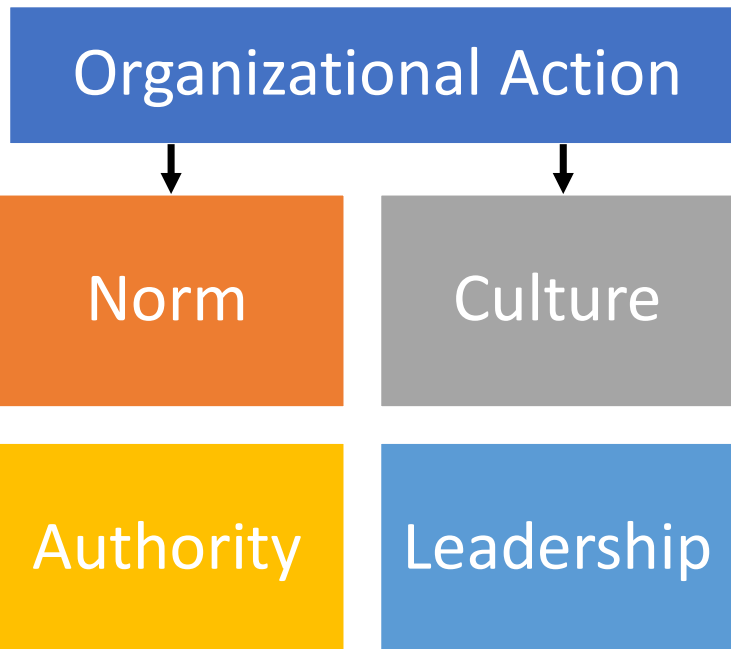 Organizational Action
Norm
Culture
Authority
Leadership